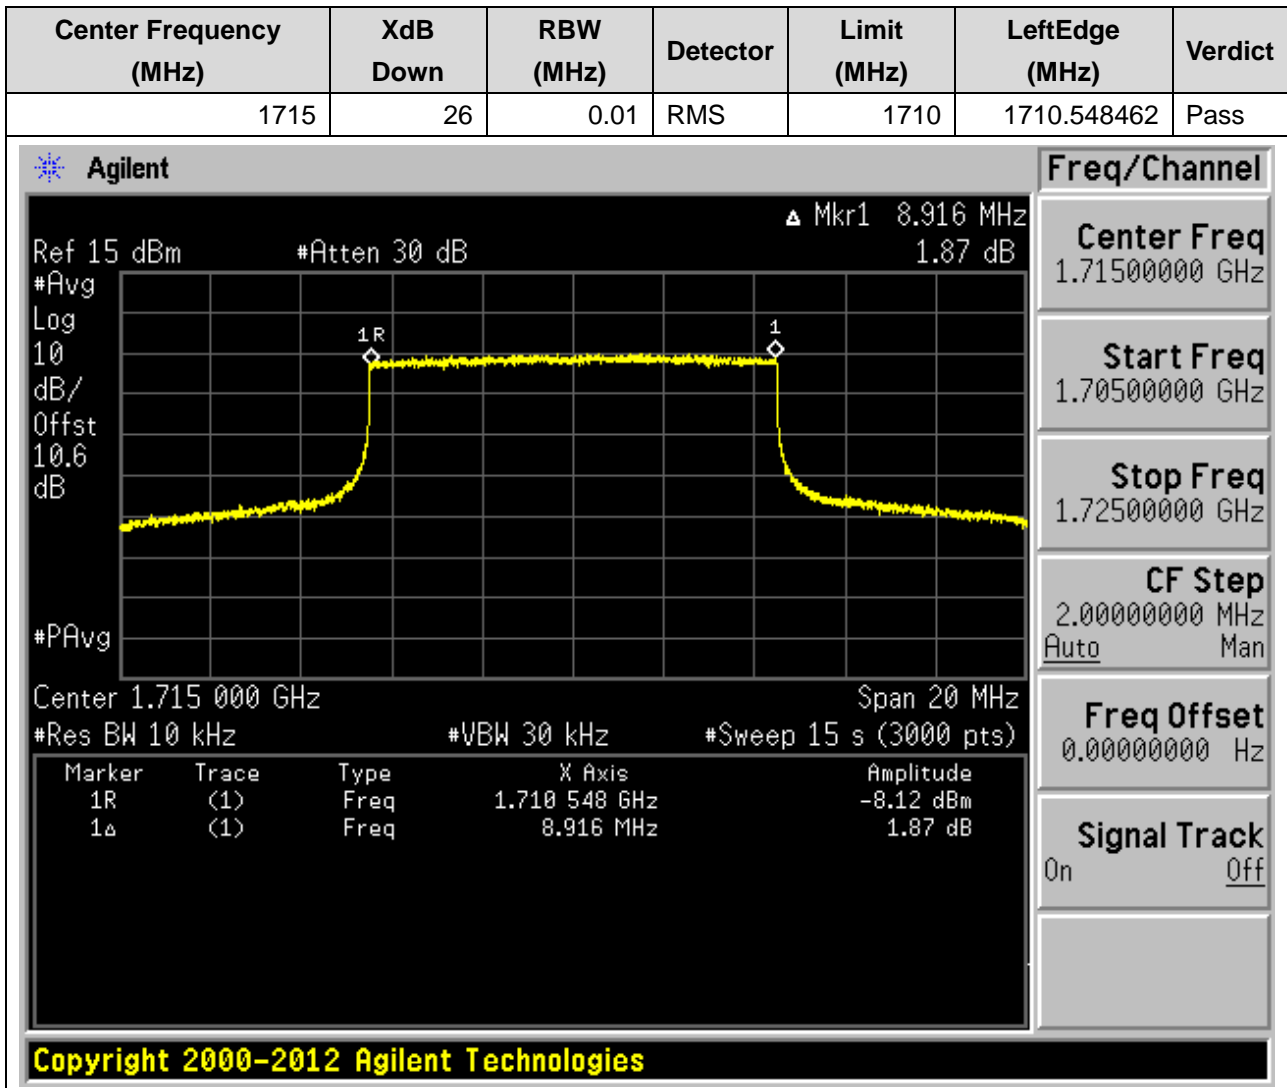 Center Frequency (MHz) XdB Down RBW (MHz) Detector Limit (MHz) LeftEdge (MHz) Verdict
1715 26 0.01 RMS 1710 1710.548462 Pass
Agilent
Freq/Channel
Δ Mkr1 8.916 MHz
Ref 15 dBm #Atten 30 dB 1.87 dB
#Avg
Log
10
dB/
Offst
10.6
dB
#PAvg
1R
1
Center 1.715 000 GHz Span 20 MHz
#Res BW 10 kHz #VBW 30 kHz #Sweep 15 s (3000 pts)
Marker Trace Type X Axis Amplitude
1R (1) Freq 1.710 548 GHz -8.12 dBm
1Δ (1) Freq 8.916 MHz 1.87 dB
Center Freq
1.71500000 GHz
Start Freq
1.70500000 GHz
Stop Freq
1.72500000 GHz
CF Step
2.00000000 MHz
Auto Man
Freq Offset
0.00000000 Hz
Signal Track
On Off
Copyright 2000-2012 Agilent Technologies